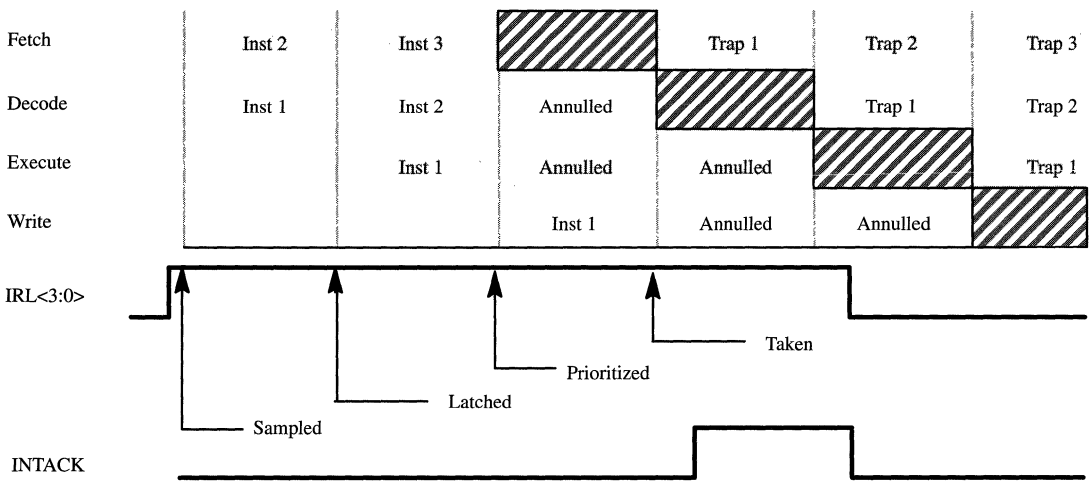 Fetch Inst 2 Inst 3 Trap 1 Trap 2 Trap 3
Decode Inst 1 Inst 2 Annulled Trap 1 Trap 2
Execute Inst 1 Annulled Annulled Trap 1
Write Inst 1 Annulled Annulled
IRL<3:0>
Taken
Prioritized
Latched
Sampled
INTACK